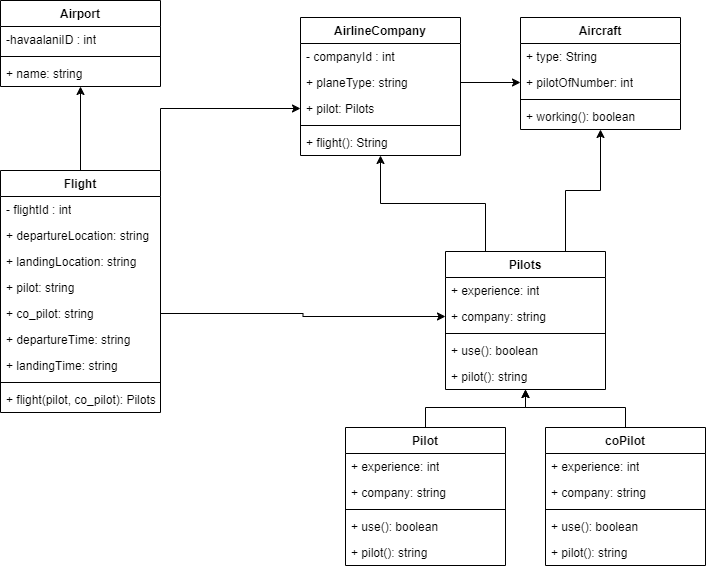 Airport
-havaalaniID : int
+ name: string
AirlineCompany
- companyId : int
+ planeType: string
+ pilot: Pilots
+ flight(): String
Aircraft
+ type: String
+ pilotOfNumber: int
+ working(): boolean
Flight
- flightId : int
+ departureLocation: string
+ landingLocation: string
+ pilot: string
+ co_pilot: string
+ departureTime: string
+ landingTime: string
+ flight(pilot, co_pilot): Pilots
Pilots
+ experience: int
+ company: string
+ use(): boolean
+ pilot(): string
Pilot
+ experience: int
+ company: string
+ use(): boolean
+ pilot(): string
coPilot
+ experience: int
+ company: string
+ use(): boolean
+ pilot(): string